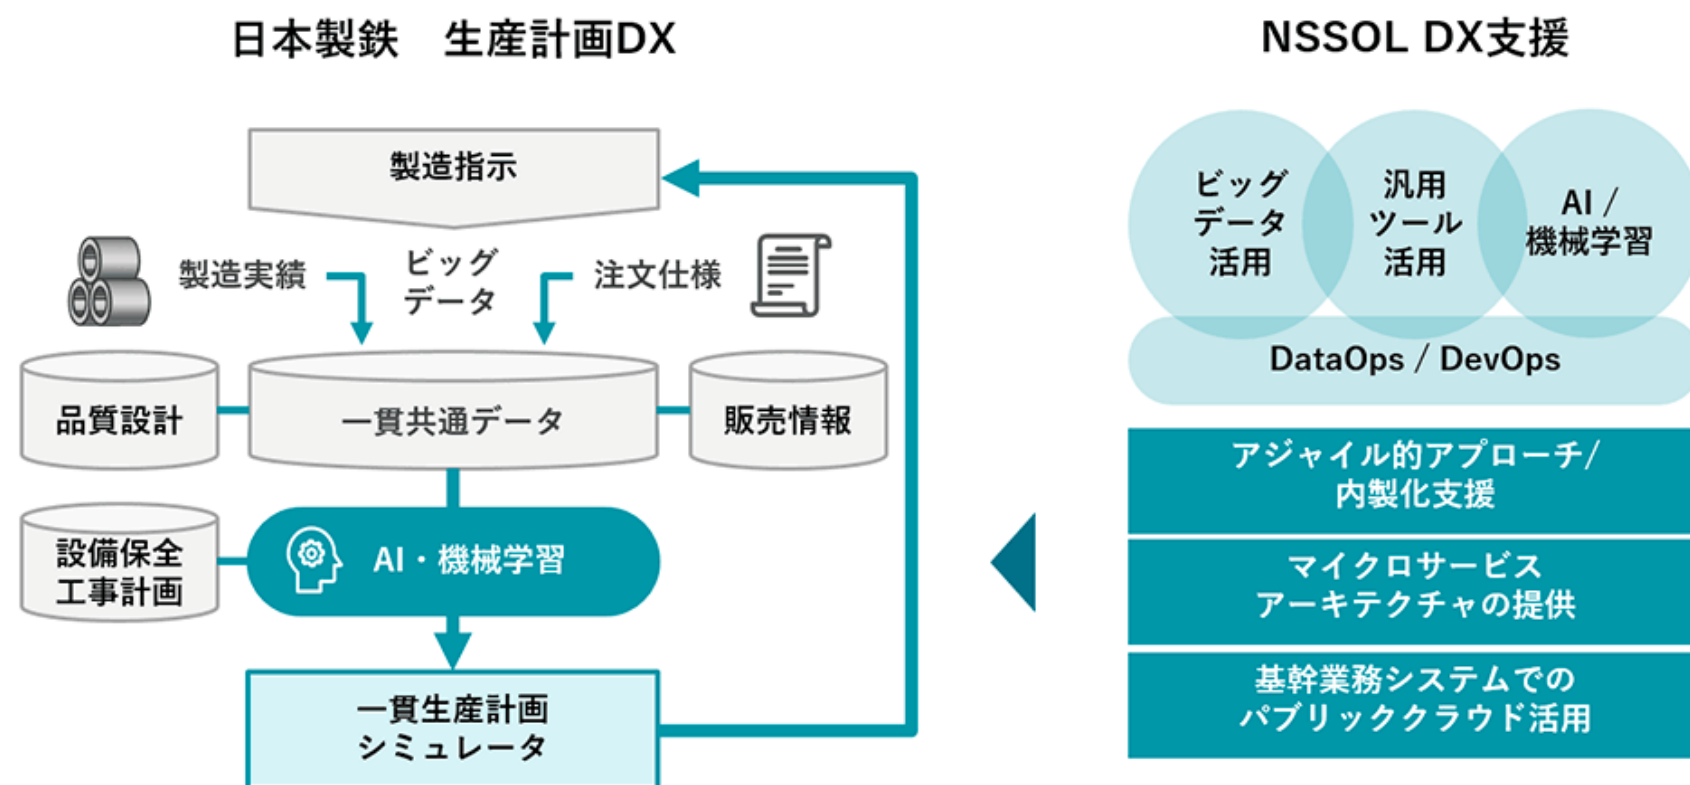 日本製鉄　生産計画DX
製造指示
製造実績
ビッグ
データ
注文仕様
品質設計
一貫共通データ
販売情報
設備保全
工事計画
AI・機械学習
一貫生産計画
シミュレータ
NSSOL DX支援
ビッグ
データ
活用
汎用
ツール
活用
AI /
機械学習
DataOps / DevOps
アジャイル的アプローチ/
内製化支援
マイクロサービス
アーキテクチャの提供
基幹業務システムでの
パブリッククラウド活用